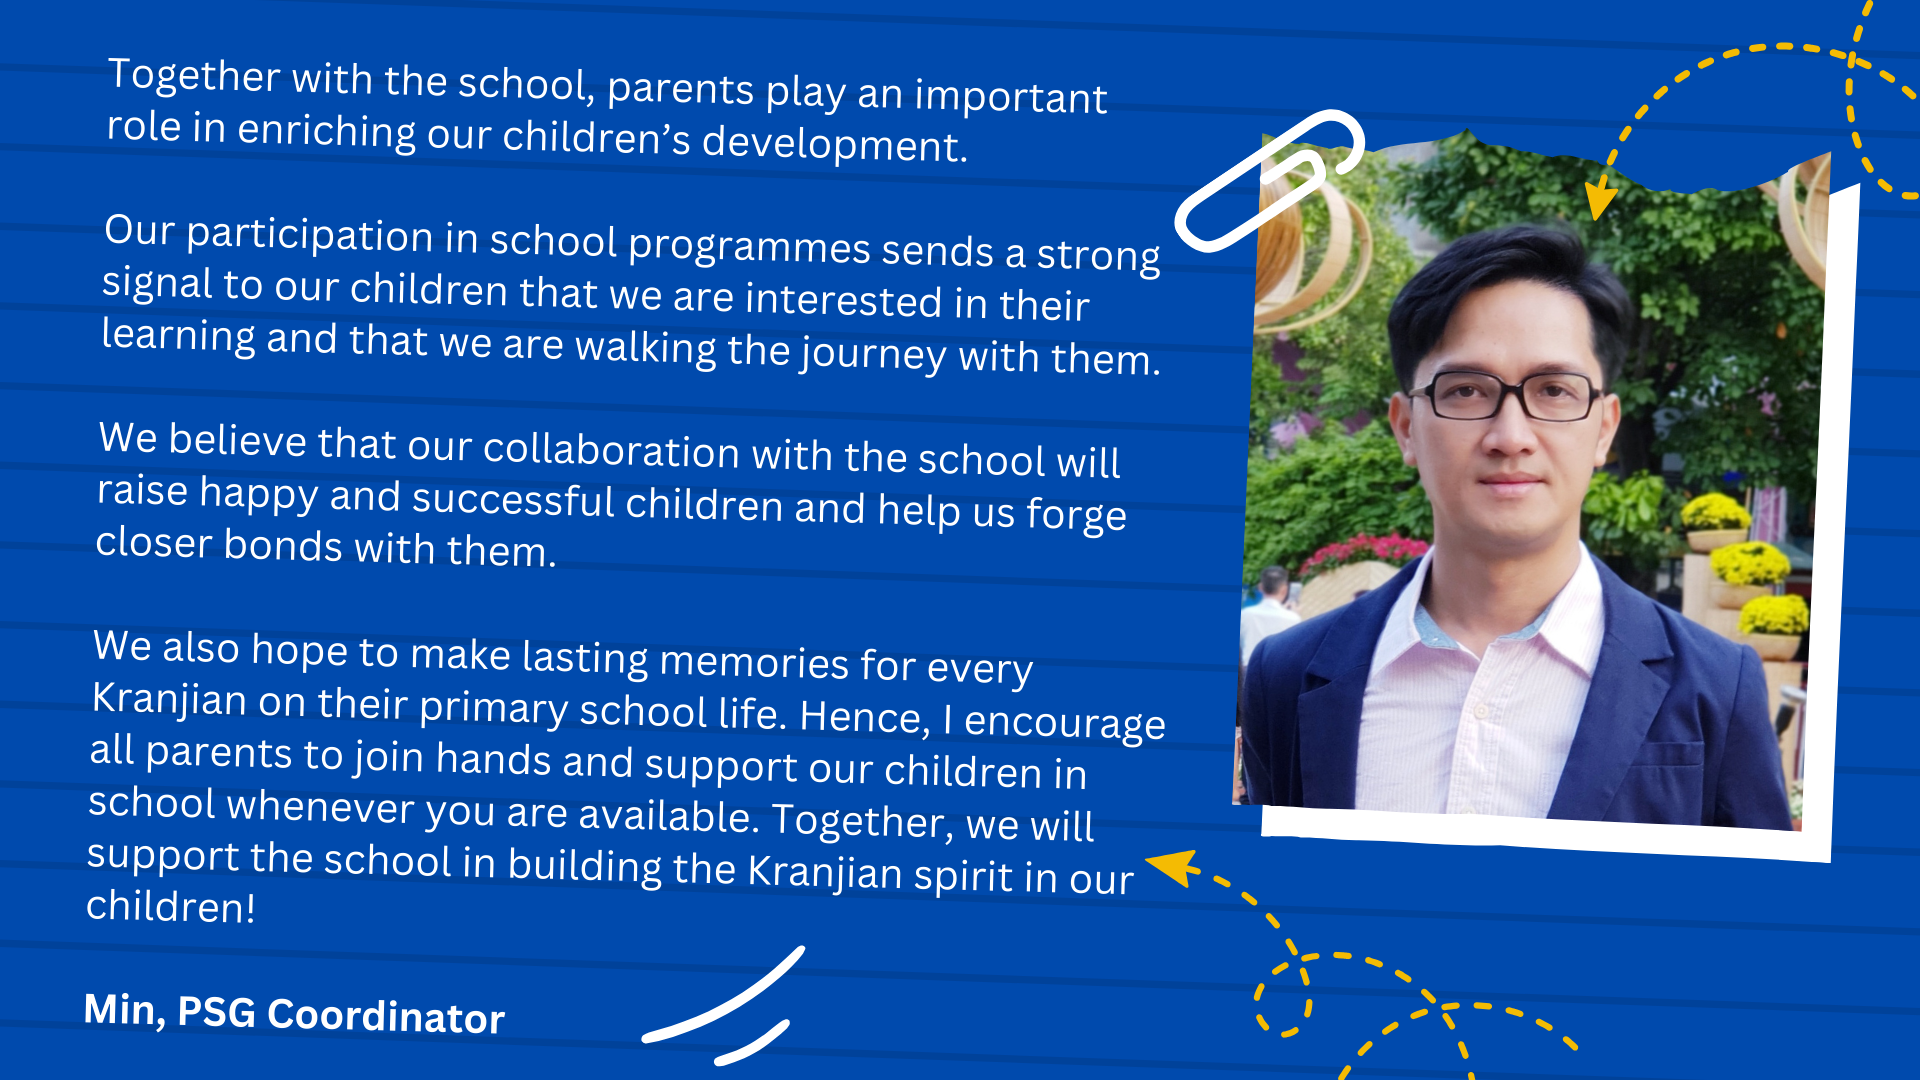 Together with the school, parents play an important
role in enriching our children’s development.
Our participation in school programmes sends a strong
signal to our children that we are interested in their
learning and that we are walking the journey with them.
We believe that our collaboration with the school will
raise happy and successful children and help us forge
closer bonds with them.
We also hope to make lasting memories for every
Kranjian on their primary school life. Hence, I encourage
all parents to join hands and support our children in
school whenever you are available. Together, we will
support the school in building the Kranjian spirit in our
children!
Min, PSG Coordinator